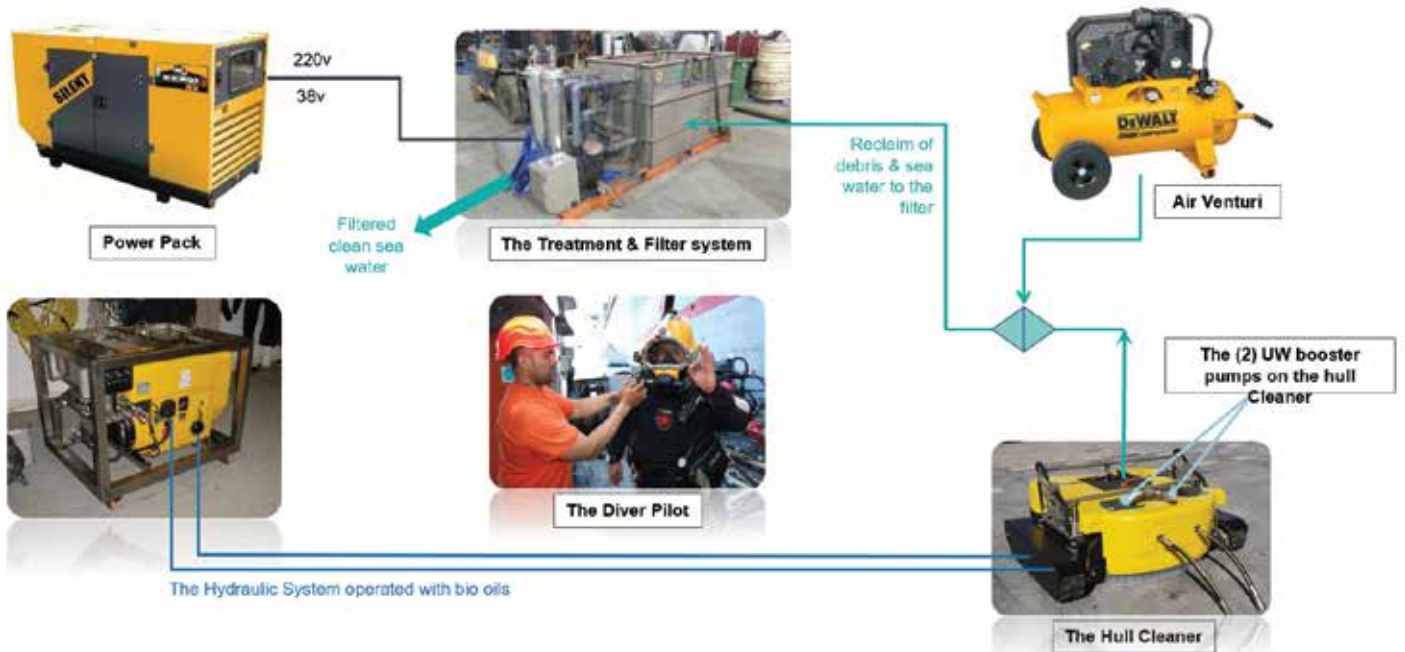 220v
38v
SILENT
Power Pack
Filtered
clean sea
water
The Treatment & Filter system
Reclaim of
debris & sea
water to the
filter
DEWALT
Air Venturi
The (2) UW booster
pumps on the hull
Cleaner
The Diver Pilot
The Hydraulic System operated with bio oils
The Hull Cleaner